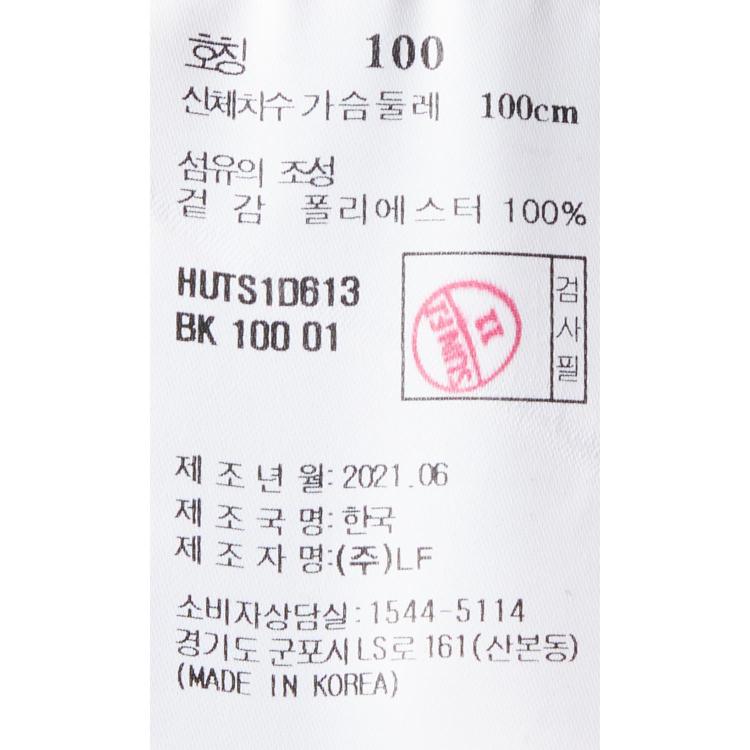 호칭 100
신체치수 가슴둘레 100cm
섬유의 조성
겉 감 폴리에스터 100%
HUTS1D613
BK 100 01
검사필
11
제 조 년 월: 2021.06
제 조 국 명: 한국
제 조 자 명:(주)LF
소비자상담실:1544-5114
경기도 군포시 LS로 161(산본동)
(MADE IN KOREA)